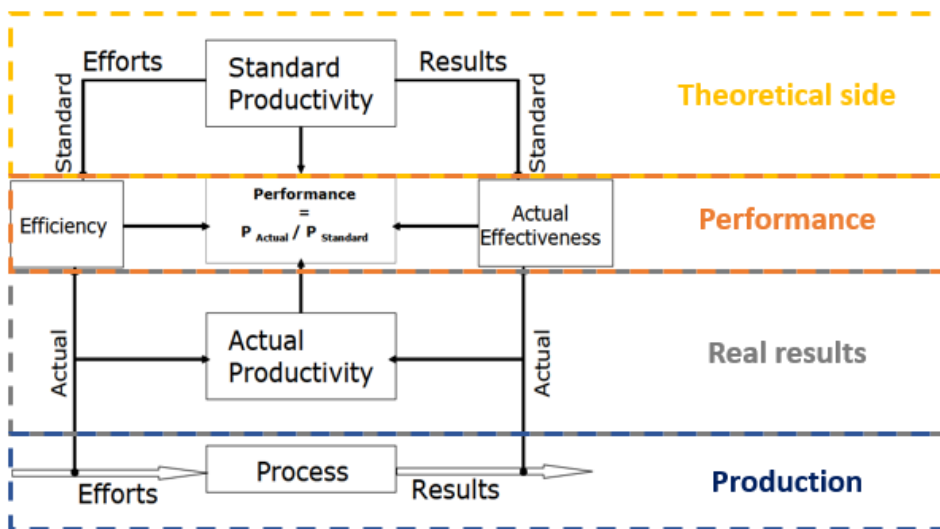 Efforts
Standard
Productivity
Results
Standard
Standard
Theoretical side
Efficiency
Performance
=
P Actual / P Standard
Actual
Effectiveness
Performance
Actual
Actual
Productivity
Actual
Real results
Efforts
Process
Results
Production